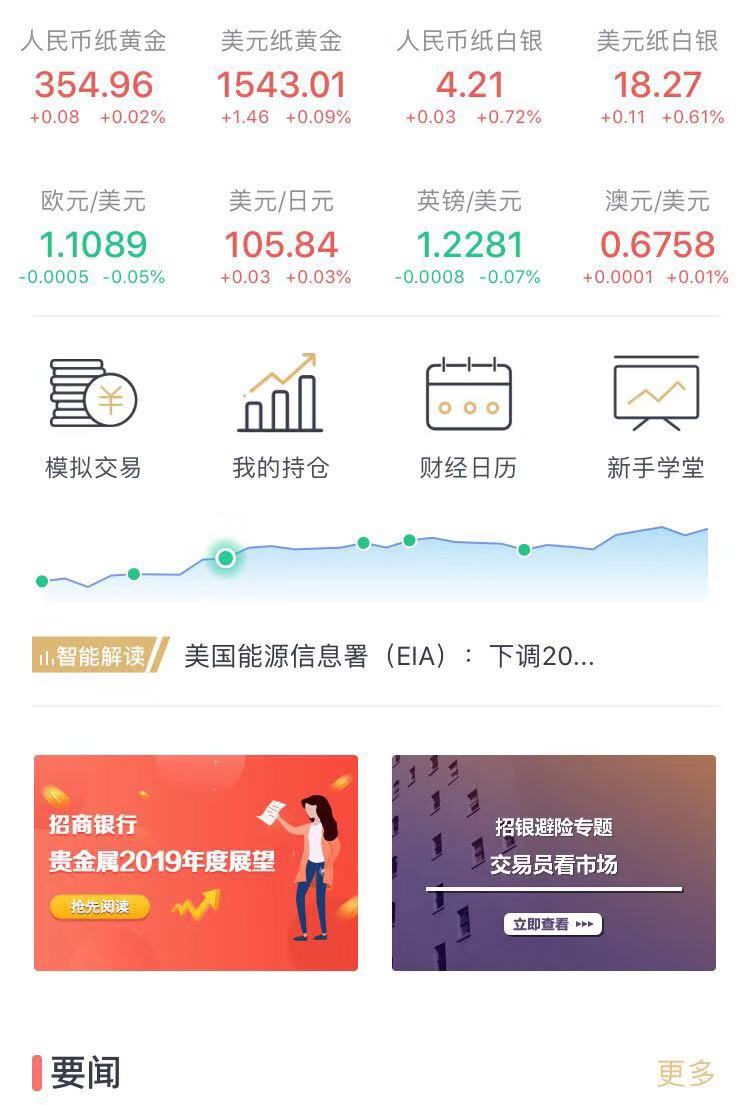 人民币纸黄金 美元纸黄金 人民币纸白银 美元纸白银
354.96 1543.01 4.21 18.27
+0.08 +0.02% +1.46 +0.09% +0.03 +0.72% +0.11 +0.61%
欧元/美元 美元/日元 英镑/美元 澳元/美元
1.1089 105.84 1.2281 0.6758
-0.0005 -0.05% +0.03 +0.03% -0.0008 -0.07% +0.0001 +0.01%
模拟交易 我的持仓 财经日历 新手学堂
智能解读 美国能源信息署（EIA）：下调20...
招商银行
贵金属2019年度展望
抢先阅读
招银避险专题
交易员看市场
立即查看
要闻 更多